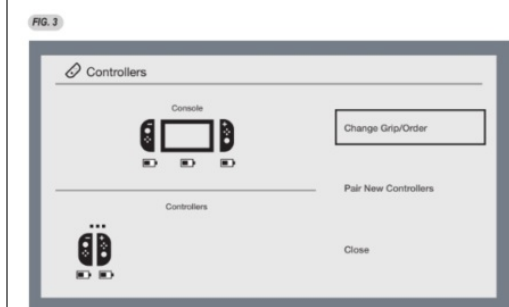 FIG. 3
Controllers
Console
Change Grip/Order
Pair New Controllers
Controllers
Close